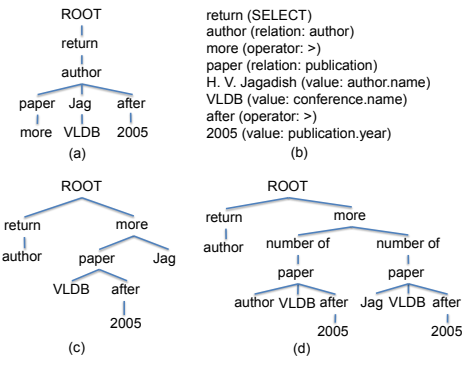 ROOT
return
author
paper Jag after
more VLDB 2005
(a)
return (SELECT)
author (relation: author)
more (operator: >)
paper (relation: publication)
H. V. Jagadish (value: author.name)
VLDB (value: conference.name)
after (operator: >)
2005 (value: publication.year)
(b)
ROOT
return more
author paper Jag
VLDB after
2005
(c)
ROOT
return more
author number of number of
paper paper
author VLDB after Jag VLDB after
2005 2005
(d)